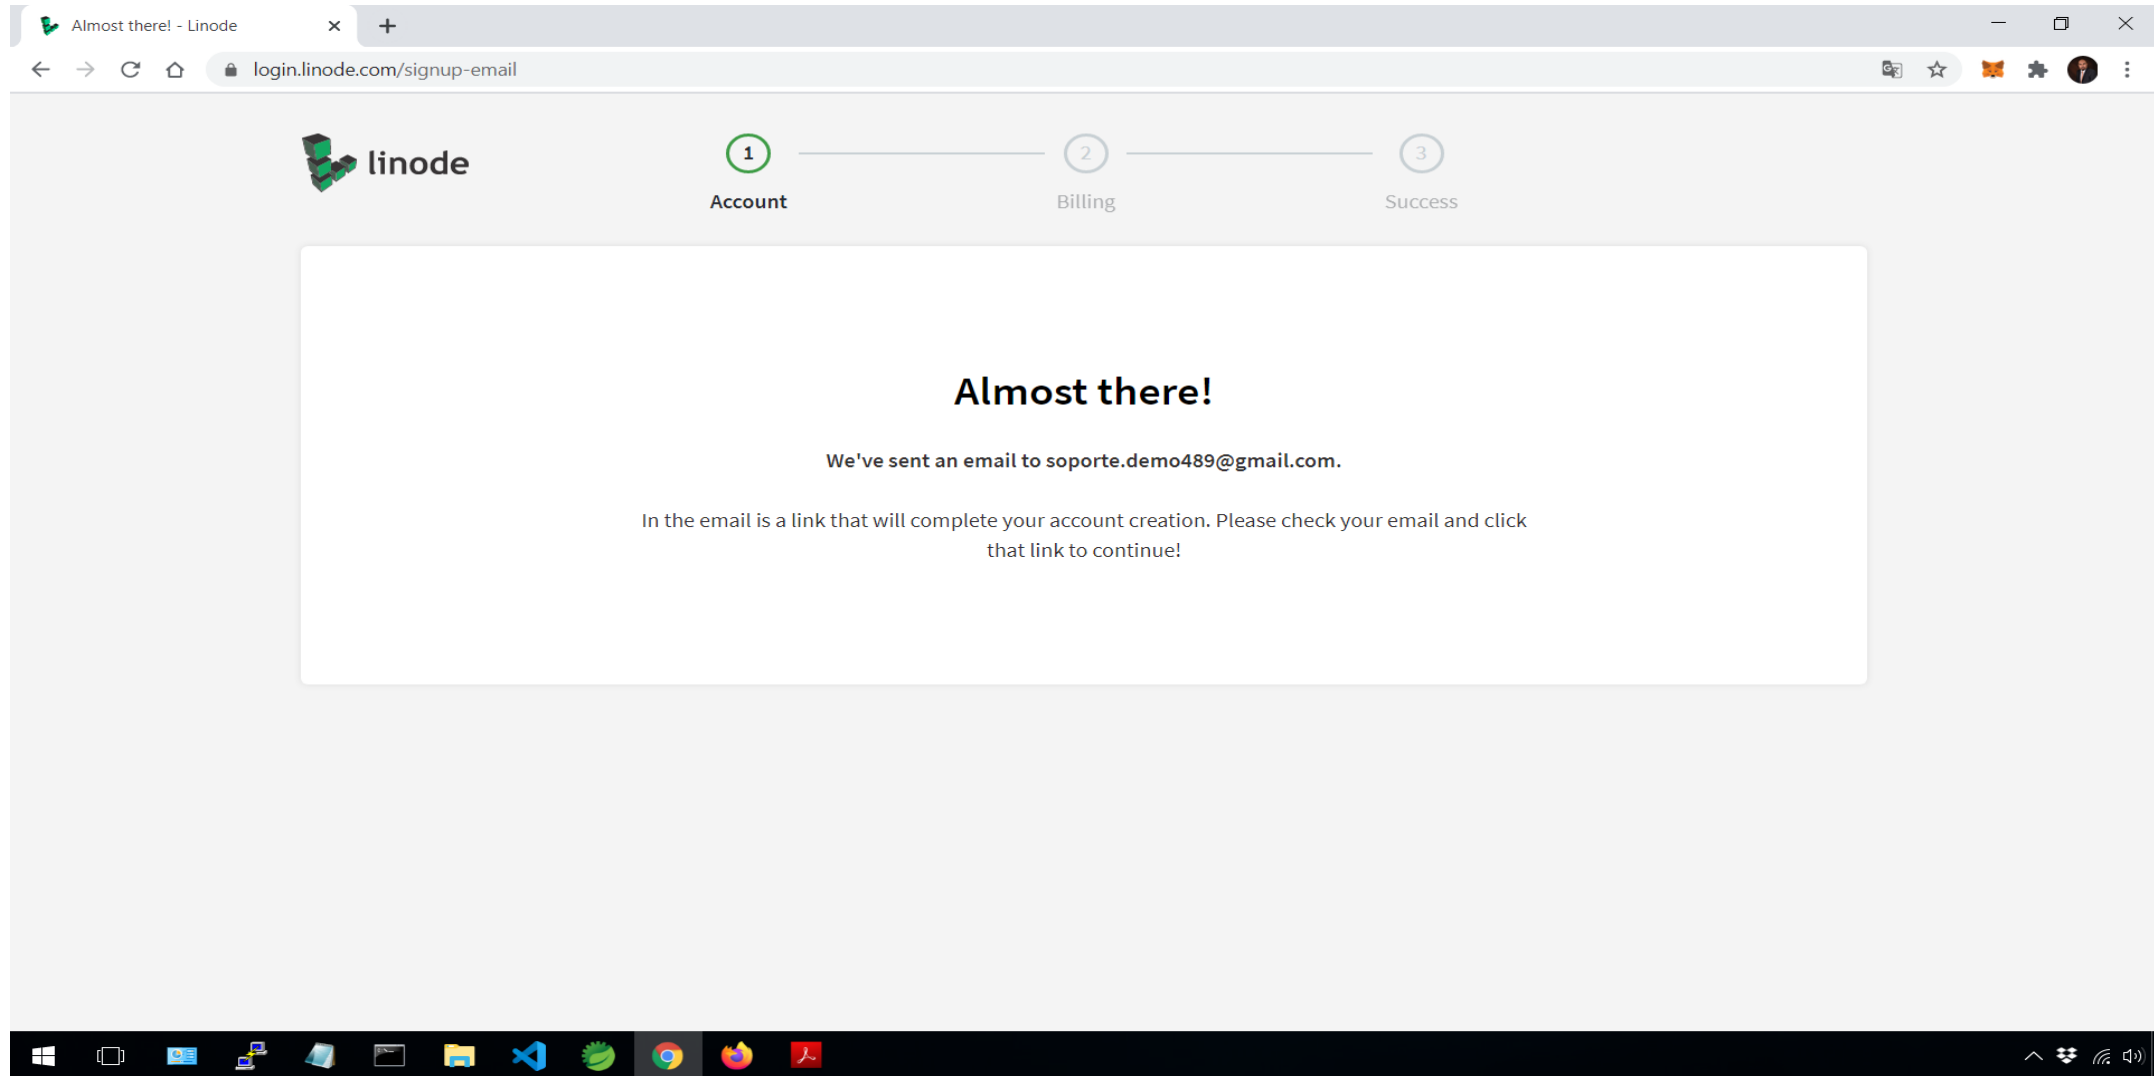 Almost there! - Linode
login.linode.com/signup-email
linode
1
2
3
Account
Billing
Success
Almost there!
We've sent an email to soporte.demo489@gmail.com.
In the email is a link that will complete your account creation. Please check your email and click
that link to continue!